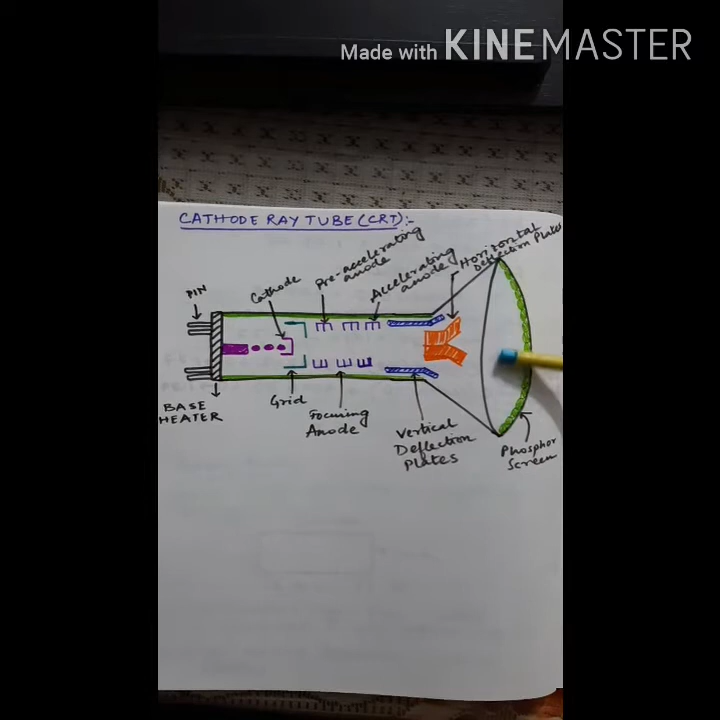 Made with KINEMASTER
CATHODE RAY TUBE (CRT):-
PIN
Cathode
Pre-accelerating
anode
Accelerating
anode
Horizontal
Deflection Plates
BASE
HEATER
Grid
Focusing
Anode
Vertical
Deflection
Plates
Phosphor
Screen